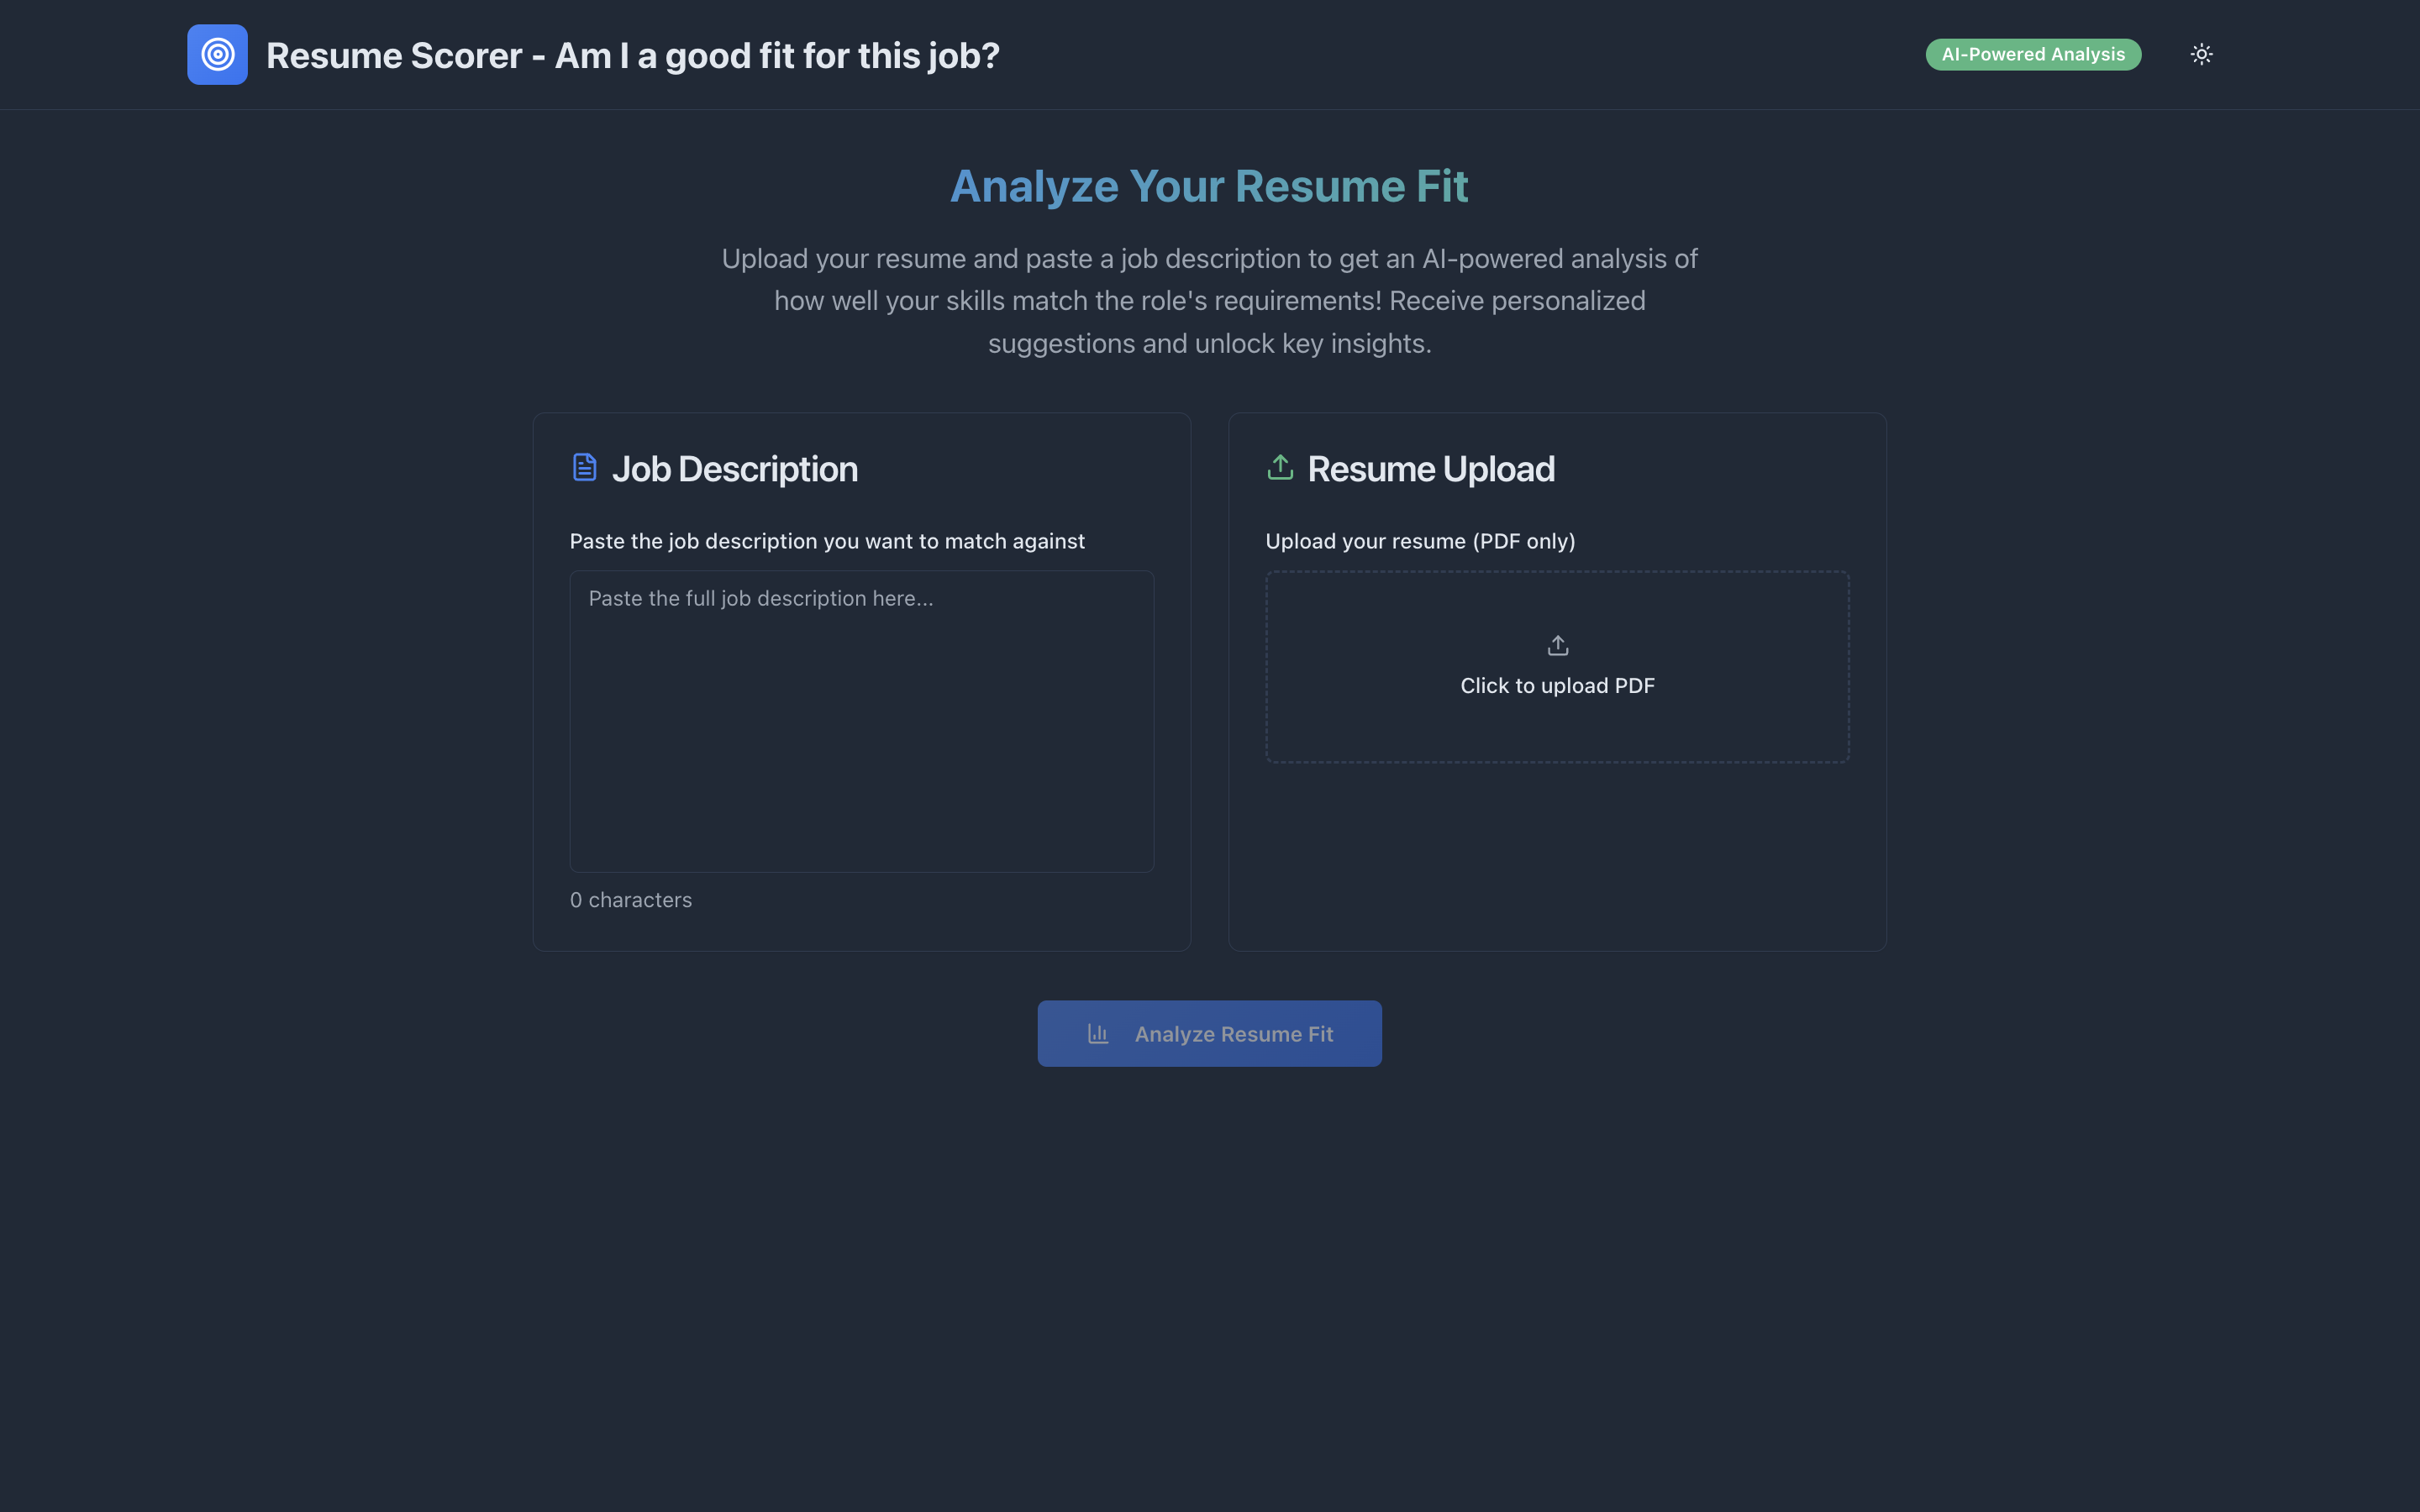 Resume Scorer - Am I a good fit for this job?
AI-Powered Analysis
Analyze Your Resume Fit
Upload your resume and paste a job description to get an AI-powered analysis of
how well your skills match the role's requirements! Receive personalized
suggestions and unlock key insights.
Job Description
Paste the job description you want to match against
Paste the full job description here...
0 characters
Resume Upload
Upload your resume (PDF only)
Click to upload PDF
Analyze Resume Fit